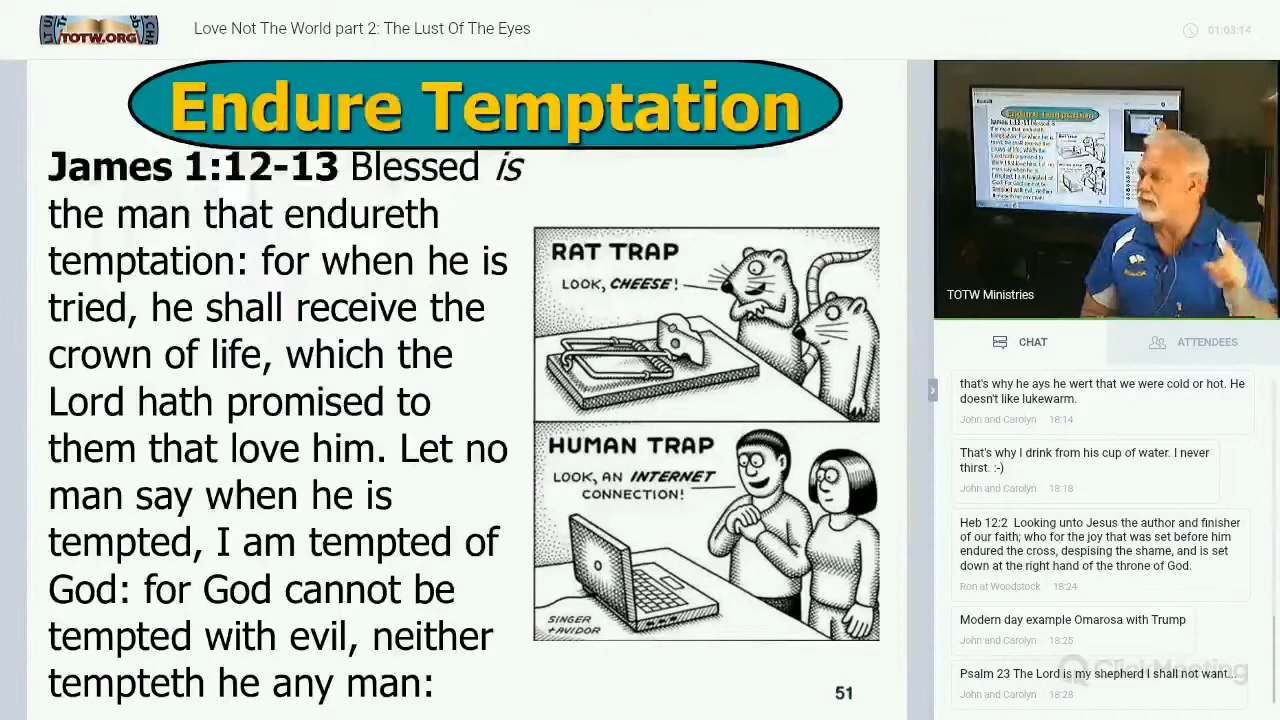 TOTW.ORG
Love Not The World part 2: The Lust Of The Eyes
01:03:14
Endure Temptation
James 1:12-13 Blessed is
the man that endureth
temptation: for when he is
tried, he shall receive the
crown of life, which the
Lord hath promised to
them that love him. Let no
man say when he is
tempted, I am tempted of
God: for God cannot be
tempted with evil, neither
tempteth he any man:
RAT TRAP
LOOK, CHEESE!
HUMAN TRAP
LOOK, AN INTERNET
CONNECTION!
SINGER
+AVIDOR
51
Endure Temptation
TOTW Ministries
CHAT
ATTENDEES
that's why he ays he wert that we were cold or hot. He
doesn't like lukewarm.
John and Carolyn 18:14
That's why I drink from his cup of water. I never
thirst. :-)
John and Carolyn 18:18
Heb 12:2 Looking unto Jesus the author and finisher
of our faith; who for the joy that was set before him
endured the cross, despising the shame, and is set
down at the right hand of the throne of God.
Ron at Woodstock 18:24
Modern day example Omarosa with Trump
John and Carolyn 18:25
Psalm 23 The Lord is my shepherd I shall not want...
John and Carolyn 18:28
ClickMeeting